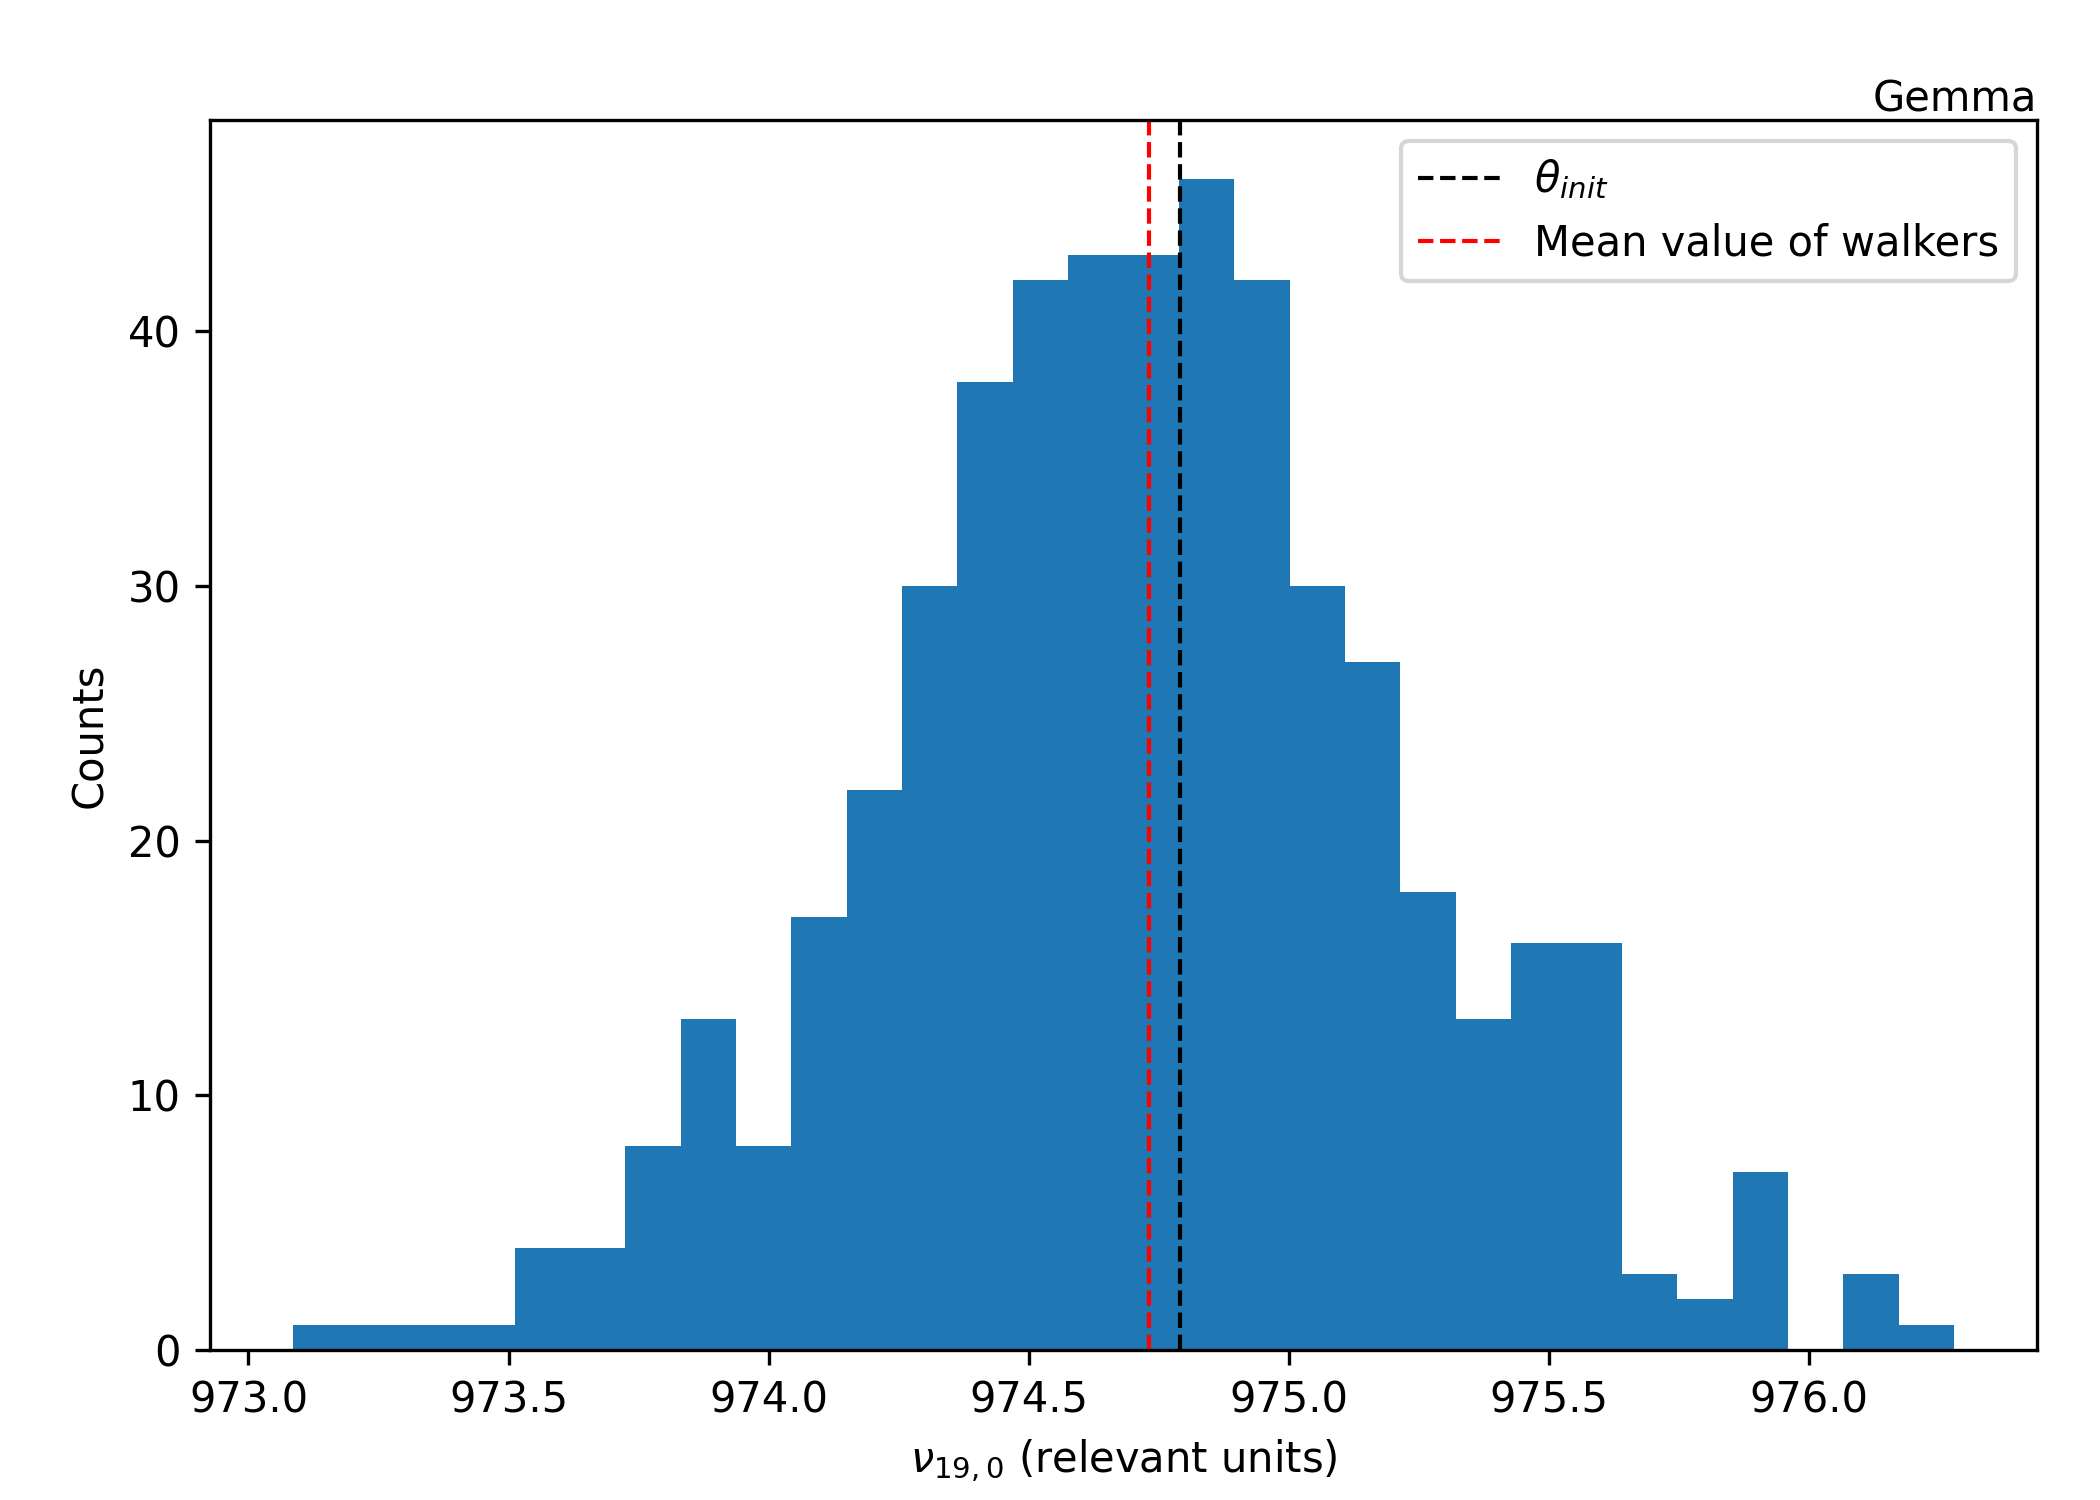 Gemma
θinit
Mean value of walkers
Counts
40
30
20
10
0
973.0 973.5 974.0 974.5 975.0 975.5 976.0
ν19, 0 (relevant units)